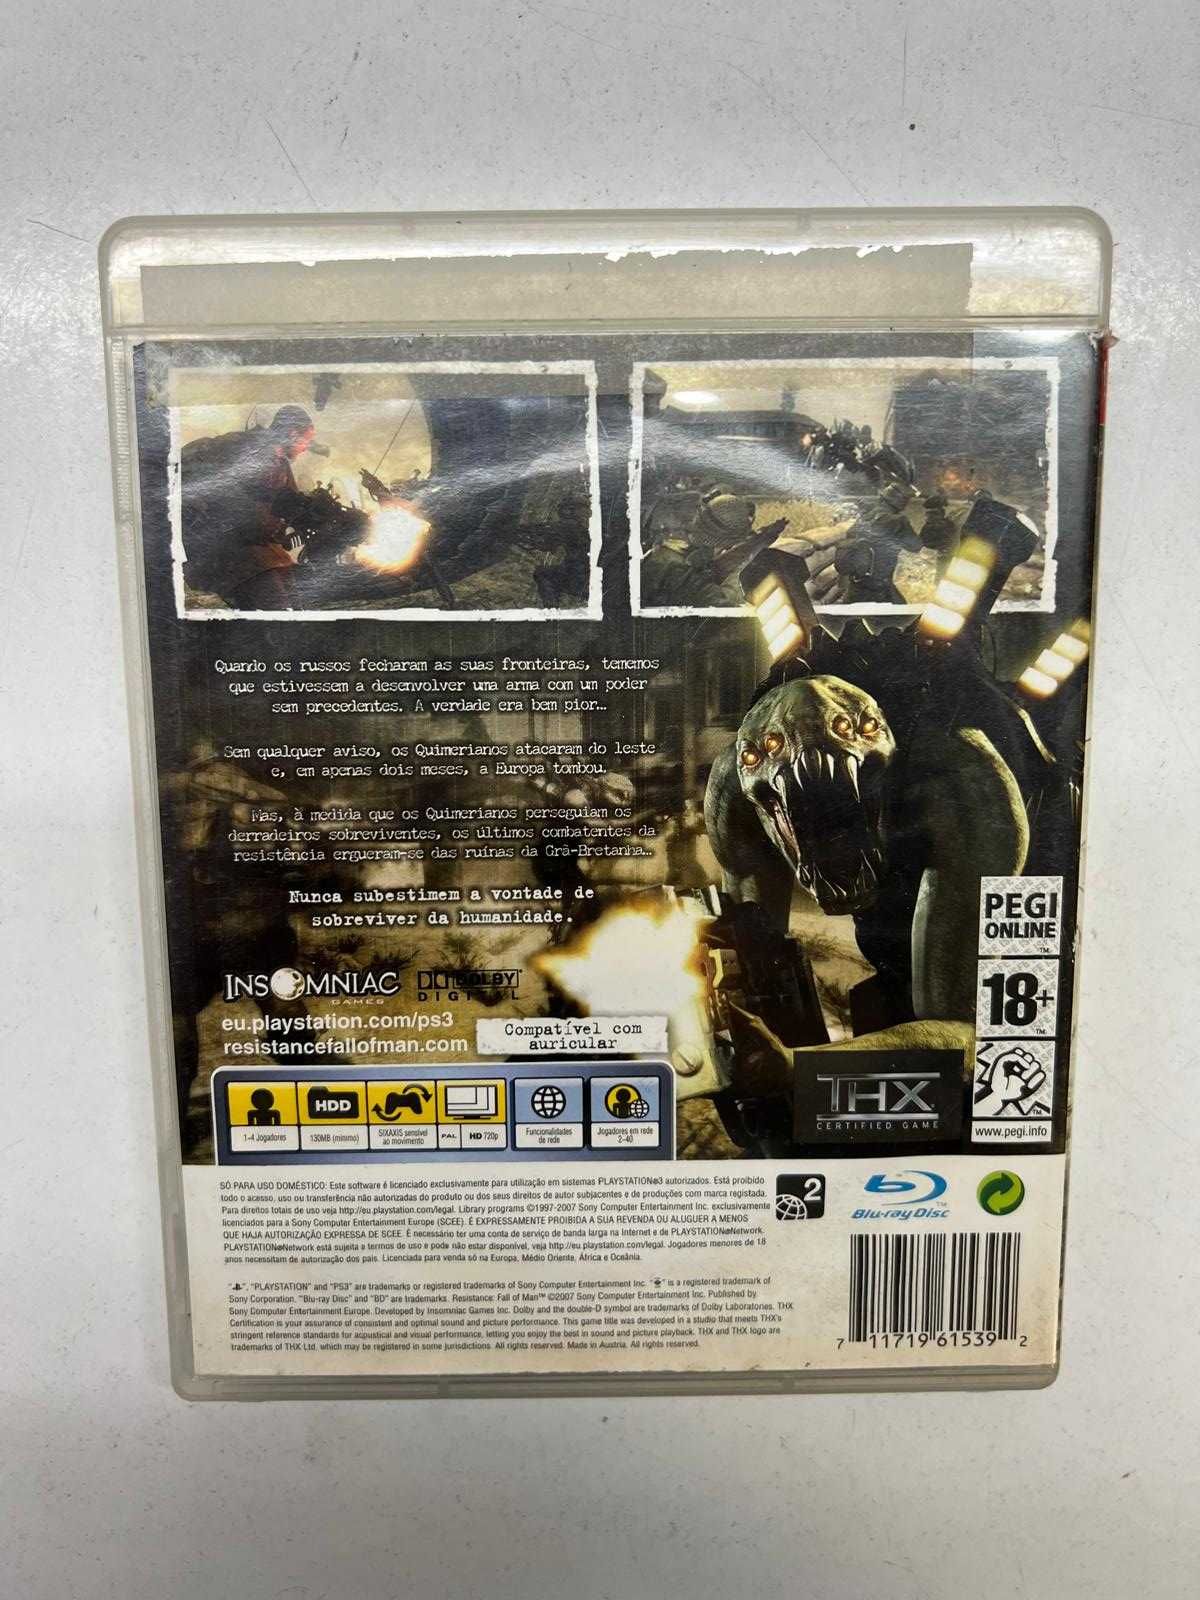 Quando os russos fecharam as suas fronteiras, tememos
que estivessem a desenvolver uma arma com um poder
sem precedentes. A verdade era bem pior...
Sem qualquer aviso, os Quimerianos atacaram do leste
e, em apenas dois meses, a Europa tombou.
Mas, à medida que os Quimerianos perseguiam os
derradeiros sobreviventes, os últimos combatentes da
resistência ergueram-se das ruínas da Grã-Bretanha...
Nunca subestimem a vontade de
sobreviver da humanidade.
INSOMNIAC
GAMES
DOLBY
DIGITAL
eu.playstation.com/ps3
resistancefallofman.com
Compatível com
auricular
PEGI
ONLINE
TM
18+
TM
TM
www.pegi.info
THX
CERTIFIED GAME
HDD
1-4 Jogadores
130MB (mínimo)
SIXAXIS sensível
ao movimento
PAL
HD 720p
Funcionalidades
de rede
Jogadores em rede
2-40
SÓ PARA USO DOMÉSTICO: Este software é licenciado exclusivamente para utilização em sistemas PLAYSTATION®3 autorizados. Está proibido
todo o acesso, uso ou transferência não autorizados do produto ou dos seus direitos de autor subjacentes e de produções com marca registada.
Para direitos totais de uso veja http://eu.playstation.com/legal. Library programs ©1997-2007 Sony Computer Entertainment Inc. exclusivamente
licenciados para a Sony Computer Entertainment Europe (SCEE). É EXPRESSAMENTE PROIBIDA A SUA REVENDA OU ALUGUER A MENOS
QUE HAJA AUTORIZAÇÃO EXPRESSA DE SCEE. É necessário ter uma conta de serviço de banda larga na Internet e de PLAYSTATION®Network.
PLAYSTATION®Network está sujeita a termos de uso e pode não estar disponível, veja http://eu.playstation.com/legal. Jogadores menores de 18
anos necessitam de autorização dos pais. Licenciada para venda só na Europa, Médio Oriente, África e Oceânia.
2
Blu-ray Disc
TM
"", "PLAYSTATION" and "PS3" are trademarks or registered trademarks of Sony Computer Entertainment Inc. "" is a registered trademark of
Sony Corporation. "Blu-ray Disc" and "BD" are trademarks. Resistance: Fall of Man™ ©2007 Sony Computer Entertainment Inc. Published by
Sony Computer Entertainment Europe. Developed by Insomniac Games Inc. Dolby and the double-D symbol are trademarks of Dolby Laboratories. THX
Certification is your assurance of consistent and optimal sound and picture performance. This game title was developed in a studio that meets THX's
stringent reference standards for acoustical and visual performance, letting you enjoy the best in sound and picture playback. THX and THX logo are
trademarks of THX Ltd. which may be registered in some jurisdictions. All rights reserved. Made in Austria. All rights reserved.
7 11719 61539 2